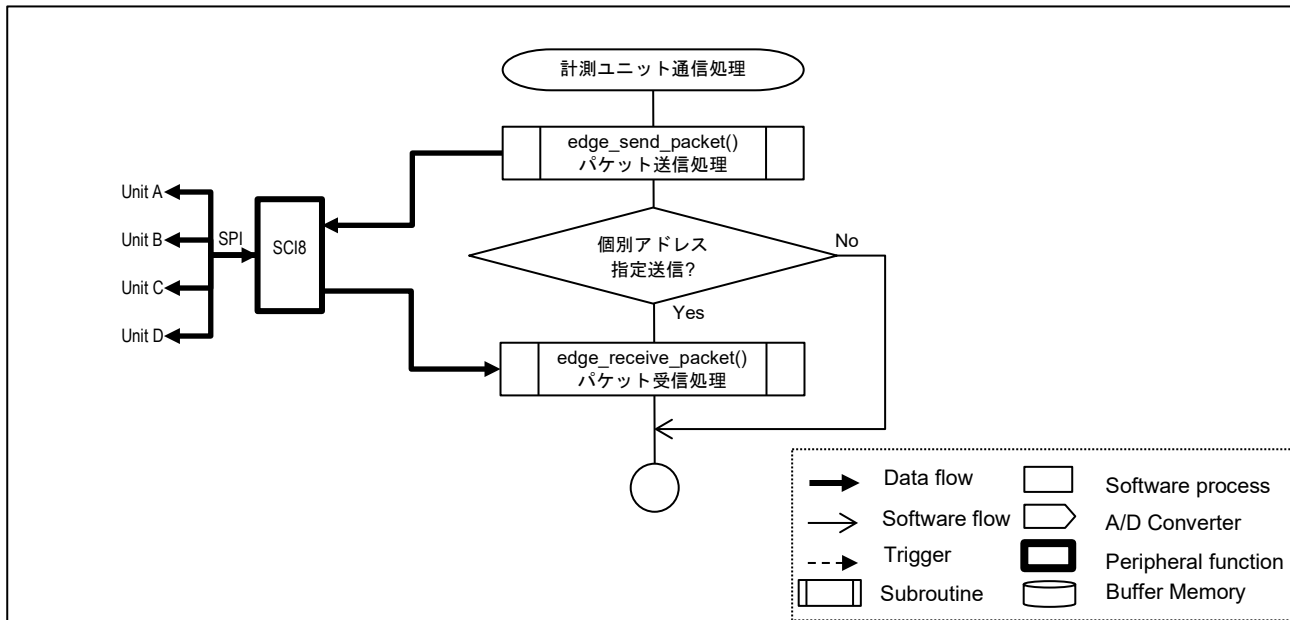 計測ユニット通信処理
edge_send_packet()
パケット送信処理
Unit A
Unit B
Unit C
Unit D
SPI
SCI8
個別アドレス
指定送信?
No
Yes
edge_receive_packet()
パケット受信処理
Data flow
Software process
Software flow
A/D Converter
Trigger
Peripheral function
Subroutine
Buffer Memory